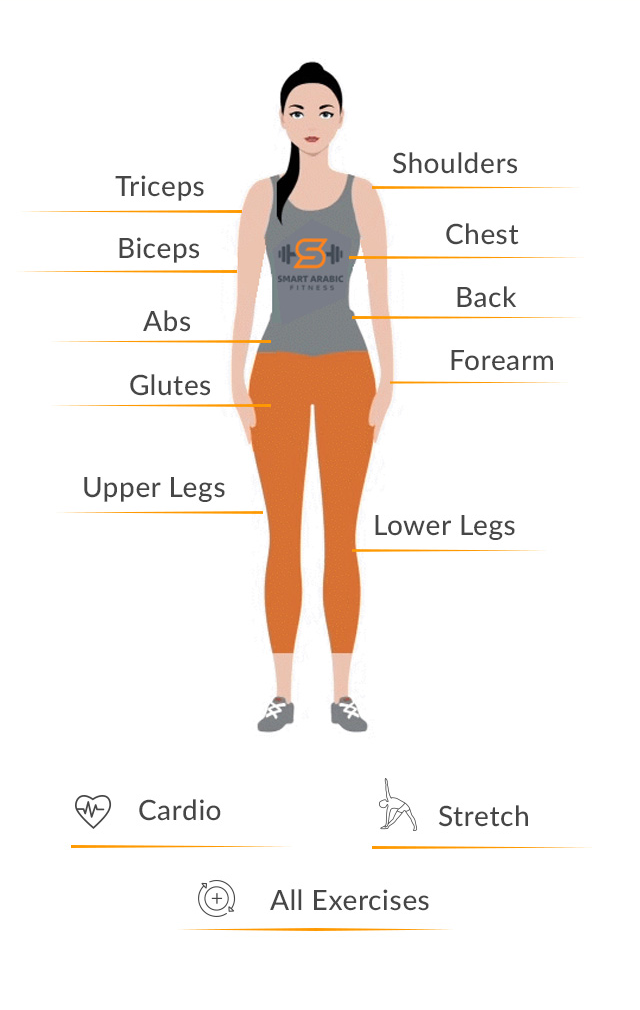 Shoulders
Triceps
Chest
Biceps
S
SMART ARABIC
FITNESS
Back
Abs
Forearm
Glutes
Upper Legs
Lower Legs
Cardio
Stretch
All Exercises